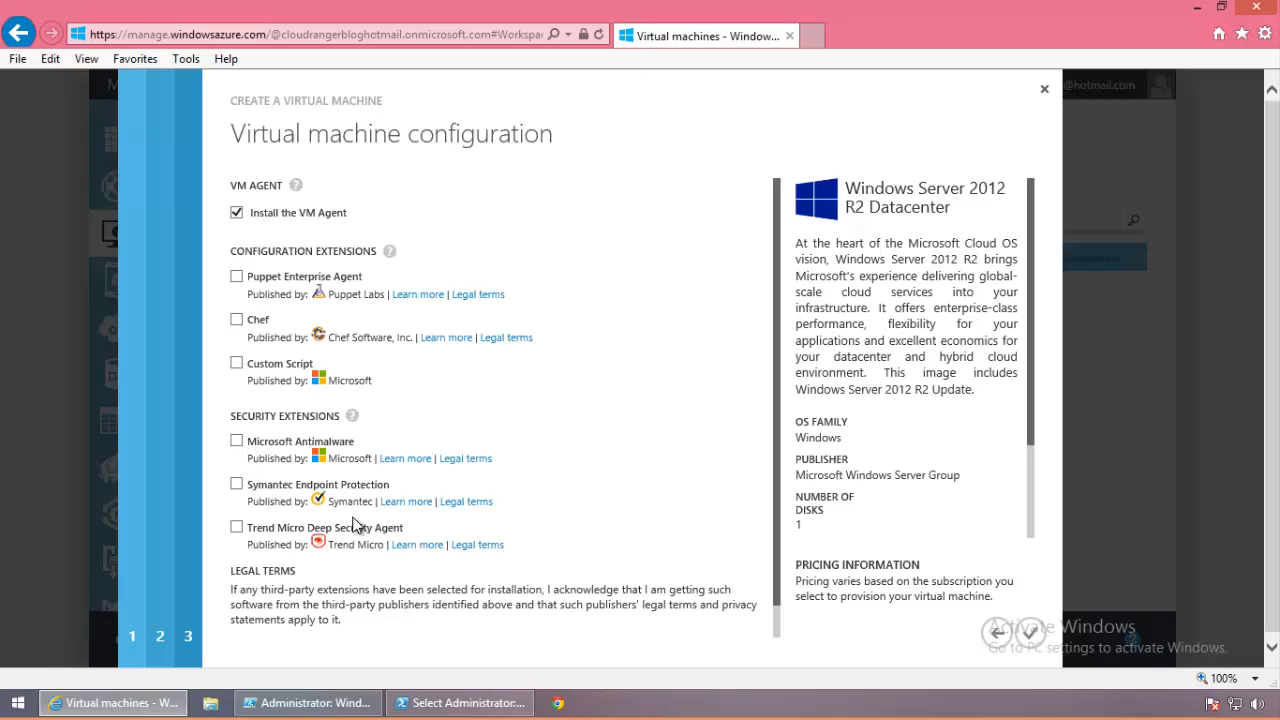 https://manage.windowsazure.com/@cloudrangerbloghotmail.onmicrosoft.com#Workspa
Virtual machines - Window...
File Edit View Favorites Tools Help
@hotmail.com
CREATE A VIRTUAL MACHINE
Virtual machine configuration
VM AGENT ?
Install the VM Agent
CONFIGURATION EXTENSIONS ?
Puppet Enterprise Agent
Published by: Puppet Labs | Learn more | Legal terms
Chef
Published by: Chef Software, Inc. | Learn more | Legal terms
Custom Script
Published by: Microsoft
SECURITY EXTENSIONS ?
Microsoft Antimalware
Published by: Microsoft | Learn more | Legal terms
Symantec Endpoint Protection
Published by: Symantec | Learn more | Legal terms
Trend Micro Deep Security Agent
Published by: Trend Micro | Learn more | Legal terms
LEGAL TERMS
If any third-party extensions have been selected for installation, I acknowledge that I am getting such
software from the third-party publishers identified above and that such publishers' legal terms and privacy
statements apply to it.
1 2 3
Windows Server 2012
R2 Datacenter
At the heart of the Microsoft Cloud OS
vision, Windows Server 2012 R2 brings
Microsoft's experience delivering global-
scale cloud services into your
infrastructure. It offers enterprise-class
performance, flexibility for your
applications and excellent economics for
your datacenter and hybrid cloud
environment. This image includes
Windows Server 2012 R2 Update.
OS FAMILY
Windows
PUBLISHER
Microsoft Windows Server Group
NUMBER OF
DISKS
1
PRICING INFORMATION
Pricing varies based on the subscription you
select to provision your virtual machine.
Activate Windows
Go to PC settings to activate Windows.
100%
Virtual machines - W...
Administrator: Wind...
Select Administrator:...